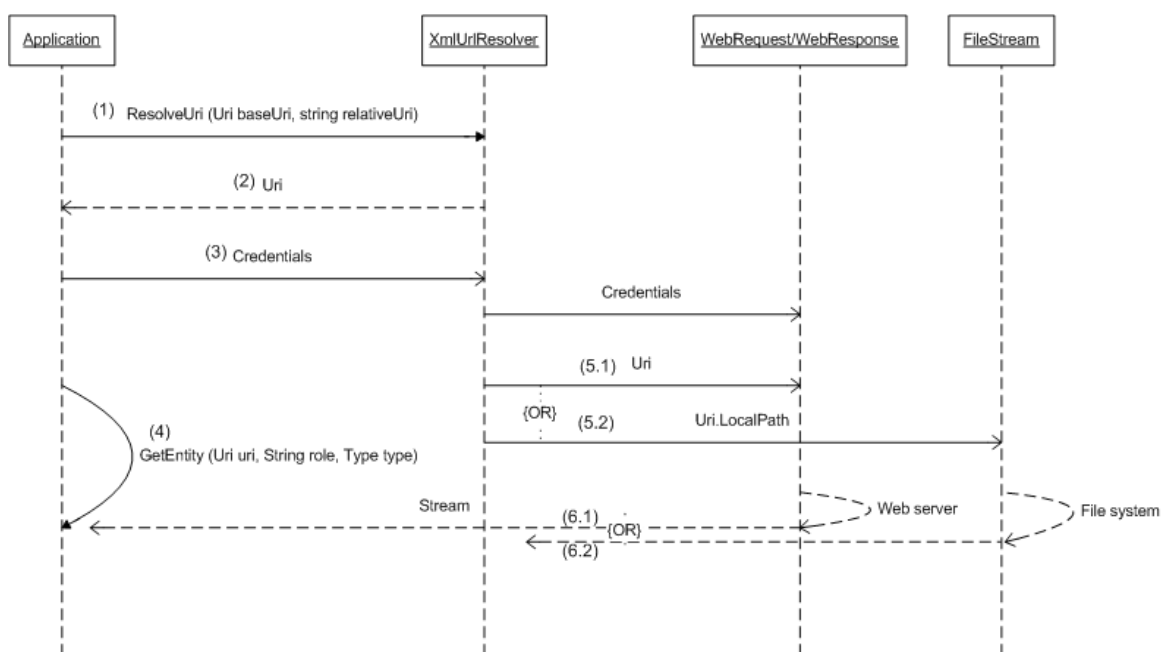 Application
XmlUrlResolver
WebRequest/WebResponse
FileStream
(1) ResolveUri (Uri baseUri, string relativeUri)
(2) Uri
(3) Credentials
Credentials
(5.1) Uri
{OR}
(5.2) Uri.LocalPath
(4)
GetEntity (Uri uri, String role, Type type)
Stream
Web server
File system
(6.1)
{OR}
(6.2)